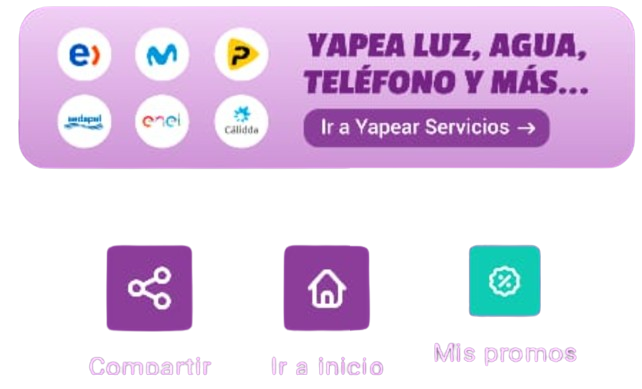 e)
P
sedapal
enel
Cálidda
YAPEA LUZ, AGUA,
TELÉFONO Y MÁS...
Ir a Yapear Servicios →
Compartir
Ir a inicio
Mis promos